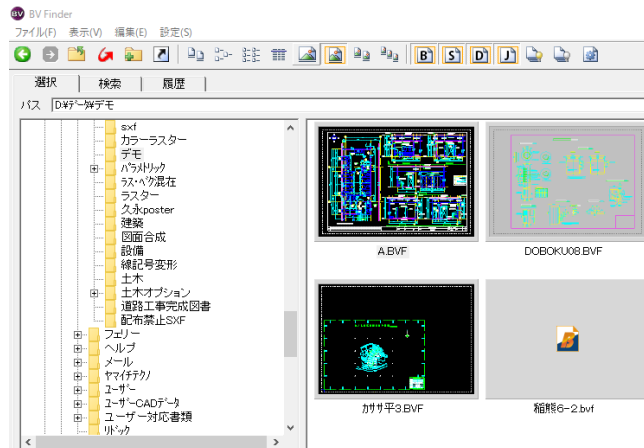 BV Finder
ファイル(F) 表示(V) 編集(E) 設定(S)
B S D J
選択 検索 履歴
パス D:¥ﾃﾞｰﾀ¥デモ
sxf
カラーラスター
デモ
ﾊﾟﾗﾒﾄﾘｯｸ
ﾗｽ・ﾍﾞｸ混在
ラスター
久永poster
建築
図面合成
設備
線記号変形
土木
土木オプション
道路工事完成図書
配布禁止SXF
フェリー
ヘルプ
メール
ﾔﾏｲﾁﾃｸﾉ
ﾕｰｻﾞｰ
ﾕｰｻﾞｰCADﾃﾞｰﾀ
ユーザー対応書類
ﾘﾄﾞｯｸ
A.BVF
DOBOKU08.BVF
ｶｻｻ平3.BVF
稲熊6-2.bvf